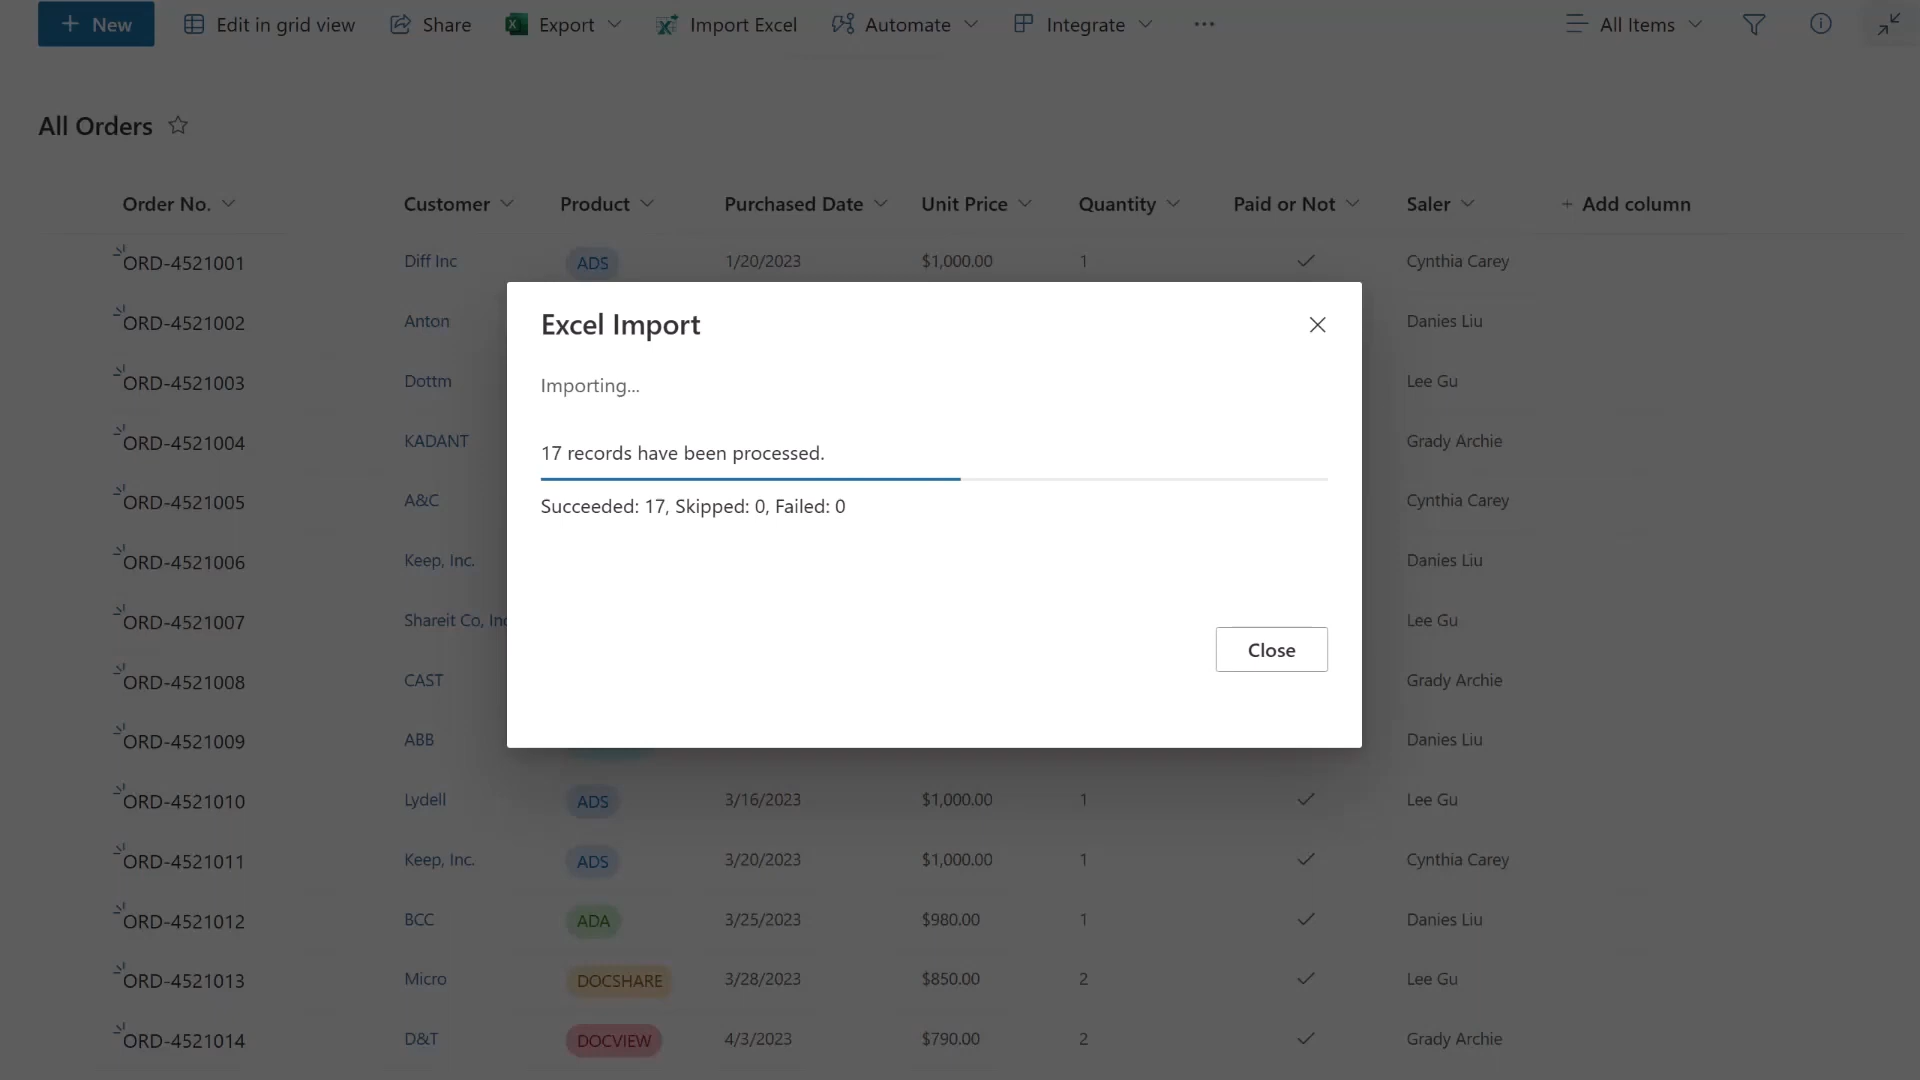 New Edit in grid view Share Export Import Excel Automate Integrate ... All Items
All Orders
Order No. Customer Product Purchased Date Unit Price Quantity Paid or Not Saler + Add column
ORD-4521001 Diff Inc ADS 1/20/2023 $1,000.00 1 Cynthia Carey
Excel Import
Importing...
17 records have been processed.
Succeeded: 17, Skipped: 0, Failed: 0
Close
ORD-4521002 Anton Danies Liu
ORD-4521003 Dottm Lee Gu
ORD-4521004 KADANT Grady Archie
ORD-4521005 A&C Cynthia Carey
ORD-4521006 Keep, Inc. Danies Liu
ORD-4521007 Shareit Co, Lee Gu
ORD-4521008 CAST Grady Archie
ORD-4521009 ABB Danies Liu
ORD-4521010 Lydell ADS 3/16/2023 $1,000.00 1 Lee Gu
ORD-4521011 Keep, Inc. ADS 3/20/2023 $1,000.00 1 Cynthia Carey
ORD-4521012 BCC ADA 3/25/2023 $980.00 1 Danies Liu
ORD-4521013 Micro DOCSHARE 3/28/2023 $850.00 2 Lee Gu
ORD-4521014 D&T DOCVIEW 4/3/2023 $790.00 2 Grady Archie